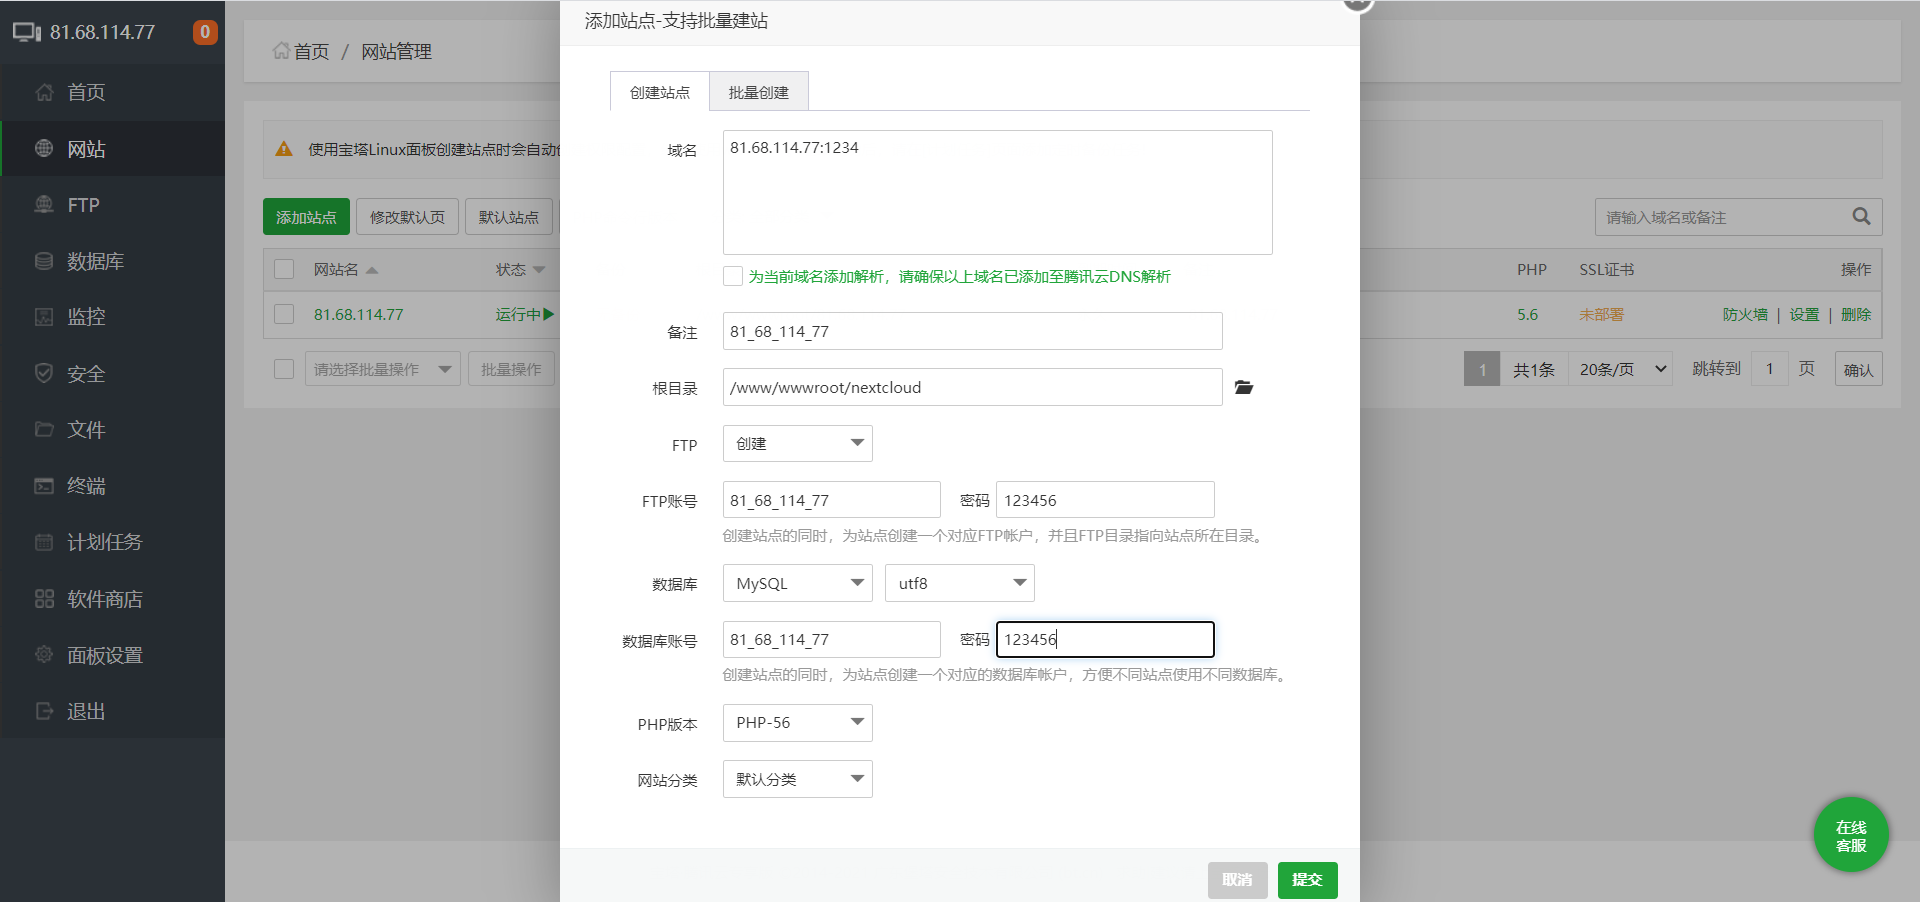 81.68.114.77
0
首页
网站
FTP
数据库
监控
安全
文件
终端
计划任务
软件商店
面板设置
退出
首页 / 网站管理
使用宝塔Linux面板创建站点时会自动
添加站点
修改默认页
默认站点
请输入域名或备注
网站名
状态
PHP
SSL证书
操作
81.68.114.77
运行中
5.6
未部署
防火墙 | 设置 | 删除
请选择批量操作
批量操作
1
共1条
20条/页
跳转到
1
页
确认
添加站点-支持批量建站
创建站点
批量创建
域名
81.68.114.77:1234
为当前域名添加解析，请确保以上域名已添加至腾讯云DNS解析
备注
81_68_114_77
根目录
/www/wwwroot/nextcloud
FTP
创建
FTP账号
81_68_114_77
密码
123456
创建站点的同时，为站点创建一个对应FTP帐户，并且FTP目录指向站点所在目录。
数据库
MySQL
utf8
数据库账号
81_68_114_77
密码
123456
创建站点的同时，为站点创建一个对应的数据库帐户，方便不同站点使用不同数据库。
PHP版本
PHP-56
网站分类
默认分类
取消
提交
在线
客服